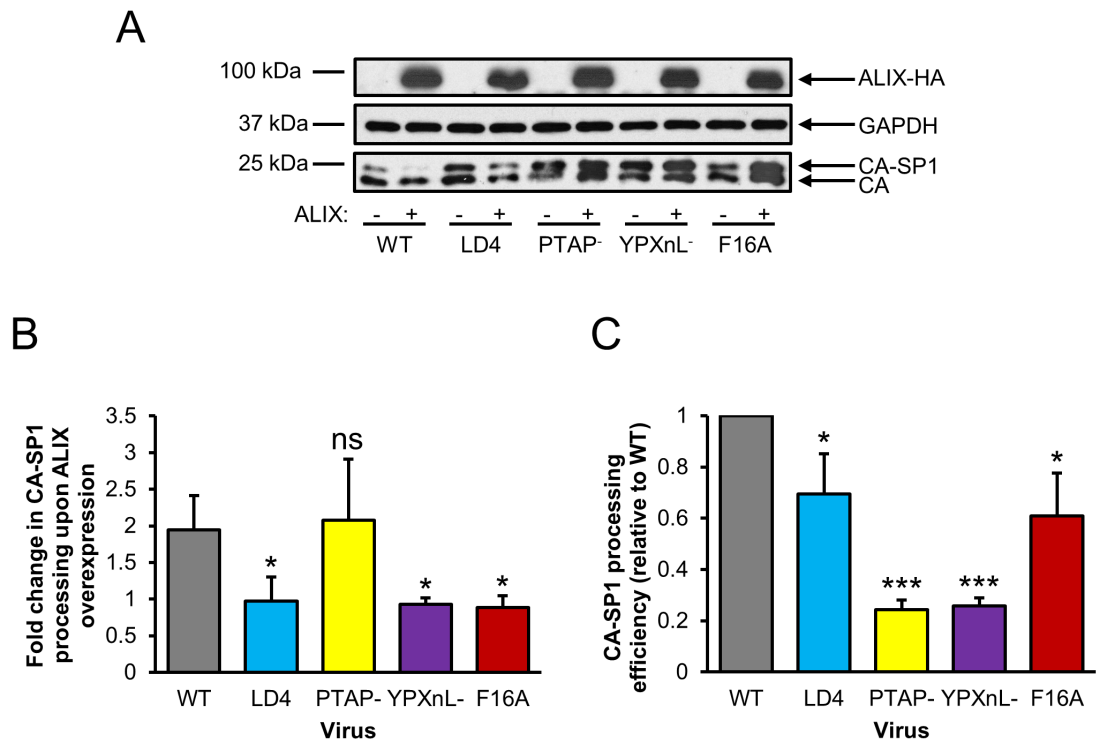 A
100 kDa
ALIX-HA
37 kDa
GAPDH
25 kDa
CA-SP1
CA
ALIX: - + - + - + - + - +
WT LD4 PTAP- YPXnL- F16A
B
Fold change in CA-SP1
processing upon ALIX
overexpression
3.5
3
2.5
2
1.5
1
0.5
0
* ns * *
WT LD4 PTAP- YPXnL- F16A
Virus
C
CA-SP1 processing
efficiency (relative to WT)
1
0.8
0.6
0.4
0.2
0
* *** *** *
WT LD4 PTAP- YPXnL- F16A
Virus